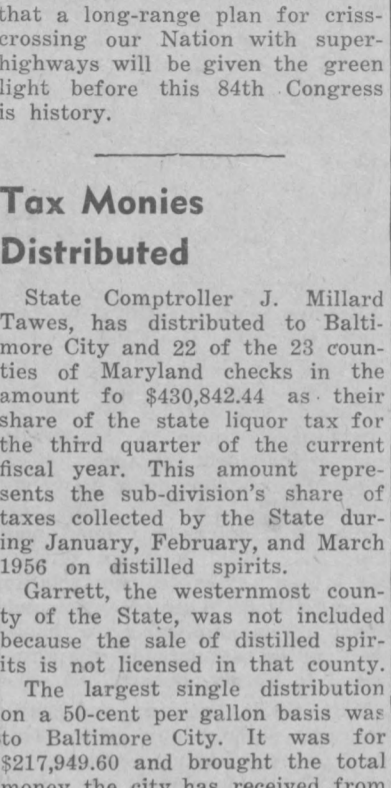 that a long-range plan for criss-
crossing our Nation with super-
highways will be given the green
light before this 84th Congress
is history.
Tax Monies
Distributed
State Comptroller J. Millard
Tawes, has distributed to Balti-
more City and 22 of the 23 coun-
ties of Maryland checks in the
amount fo $430,842.44 as their
share of the state liquor tax for
the third quarter of the current
fiscal year. This amount repre-
sents the sub-division's share of
taxes collected by the State dur-
ing January, February, and March
1956 on distilled spirits.
Garrett, the westernmost coun-
ty of the State, was not included
because the sale of distilled spir-
its is not licensed in that county.
The largest single distribution
on a 50-cent per gallon basis was
to Baltimore City. It was for
$217,949.60 and brought the total
money the city has received from